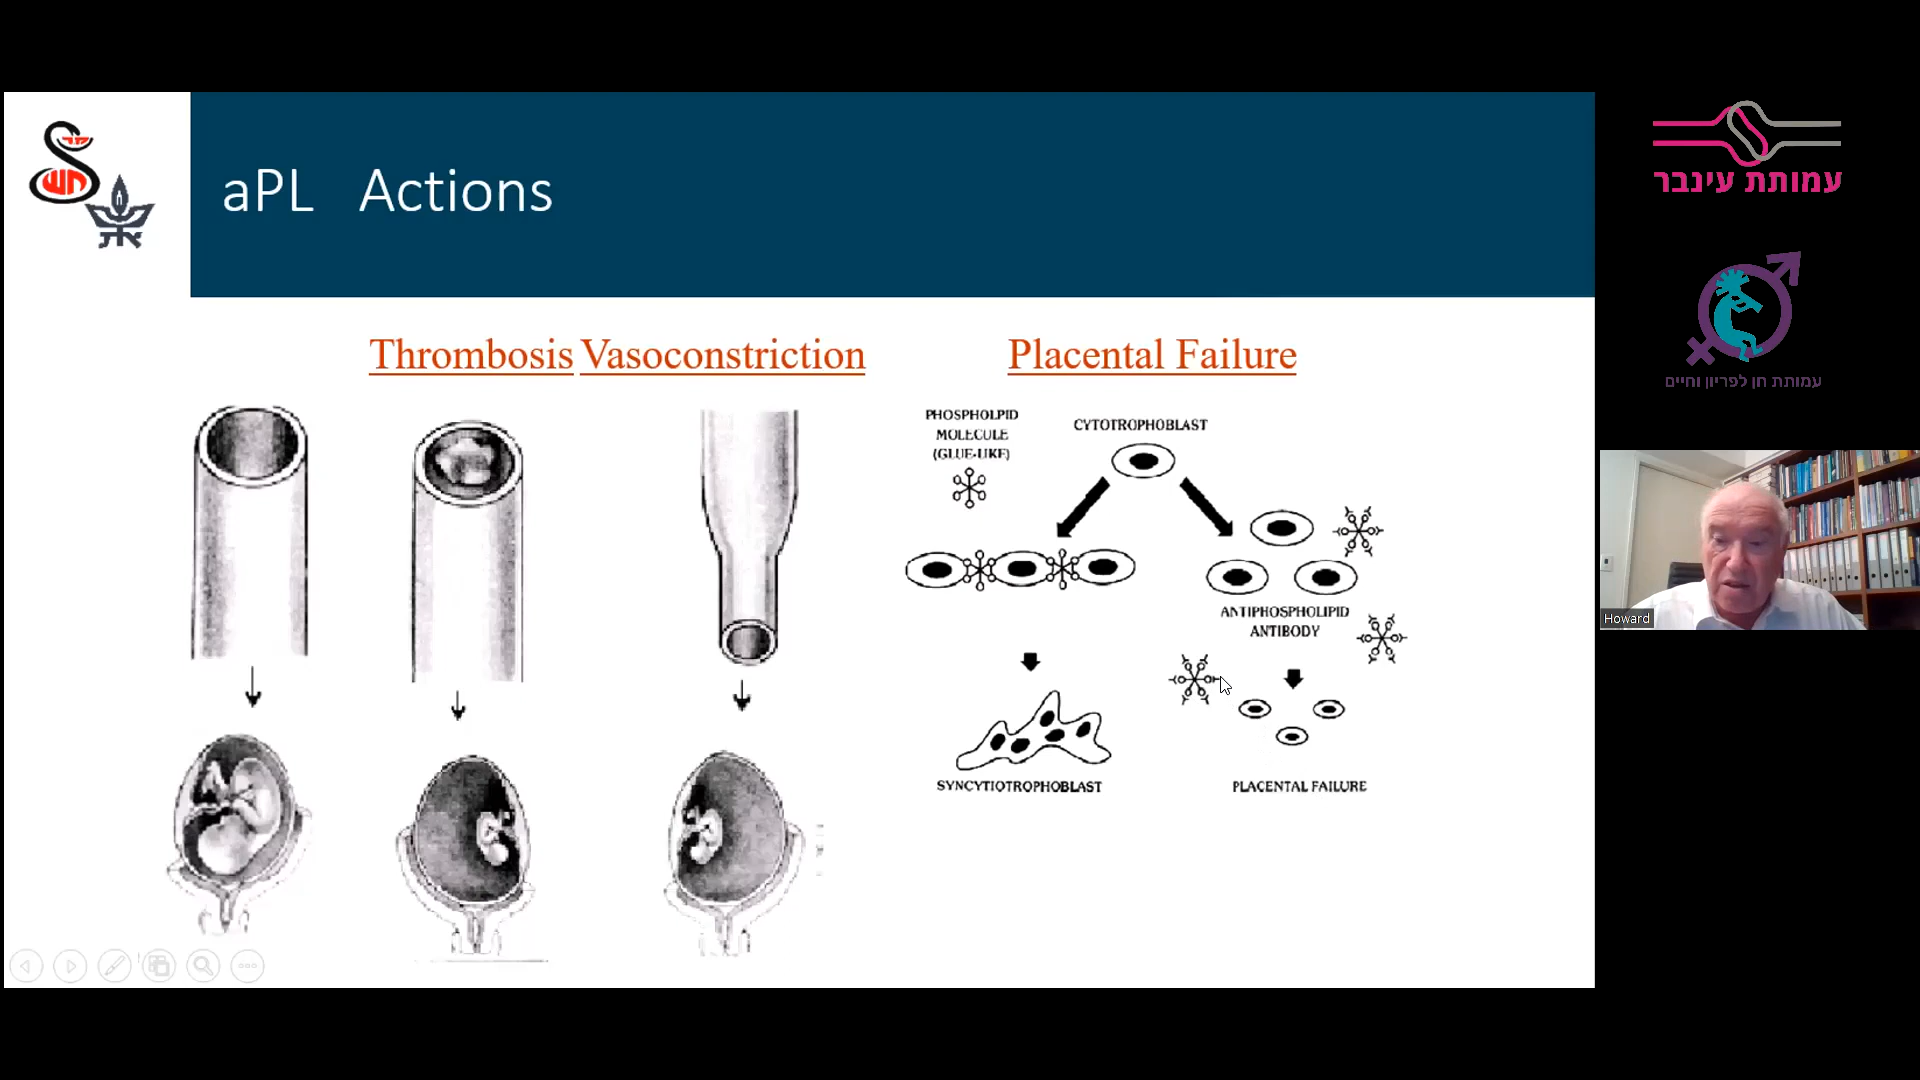 aPL Actions
Thrombosis Vasoconstriction Placental Failure
PHOSPHOLPID
MOLECULE
(GLUE-LIKE)
CYTOTROPHOBLAST
ANTIPHOSPHOLIPID
ANTIBODY
SYNCYTIOTROPHOBLAST
PLACENTAL FAILURE
עמותת עינבר
עמותת חן לפריון וחיים
Howard